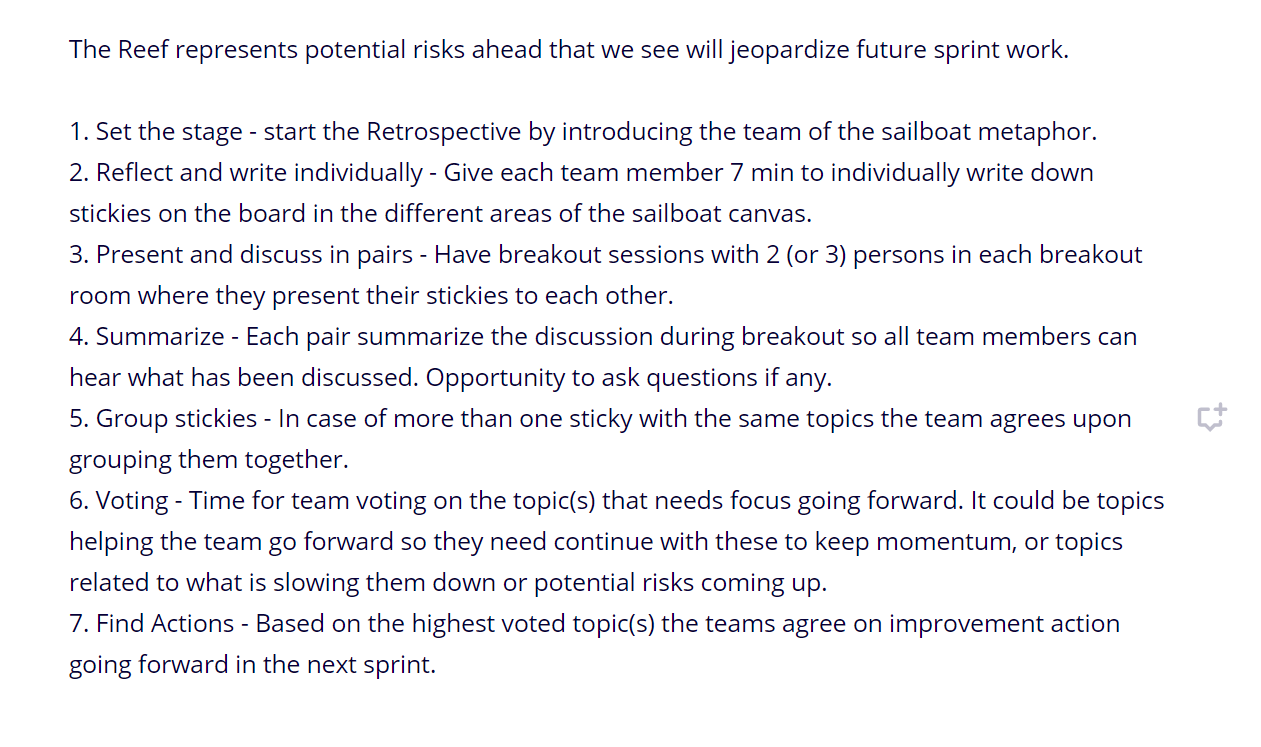 The Reef represents potential risks ahead that we see will jeopardize future sprint work.
1. Set the stage - start the Retrospective by introducing the team of the sailboat metaphor.
2. Reflect and write individually - Give each team member 7 min to individually write down
stickies on the board in the different areas of the sailboat canvas.
3. Present and discuss in pairs - Have breakout sessions with 2 (or 3) persons in each breakout
room where they present their stickies to each other.
4. Summarize - Each pair summarize the discussion during breakout so all team members can
hear what has been discussed. Opportunity to ask questions if any.
5. Group stickies - In case of more than one sticky with the same topics the team agrees upon
grouping them together.
6. Voting - Time for team voting on the topic(s) that needs focus going forward. It could be topics
helping the team go forward so they need continue with these to keep momentum, or topics
related to what is slowing them down or potential risks coming up.
7. Find Actions - Based on the highest voted topic(s) the teams agree on improvement action
going forward in the next sprint.